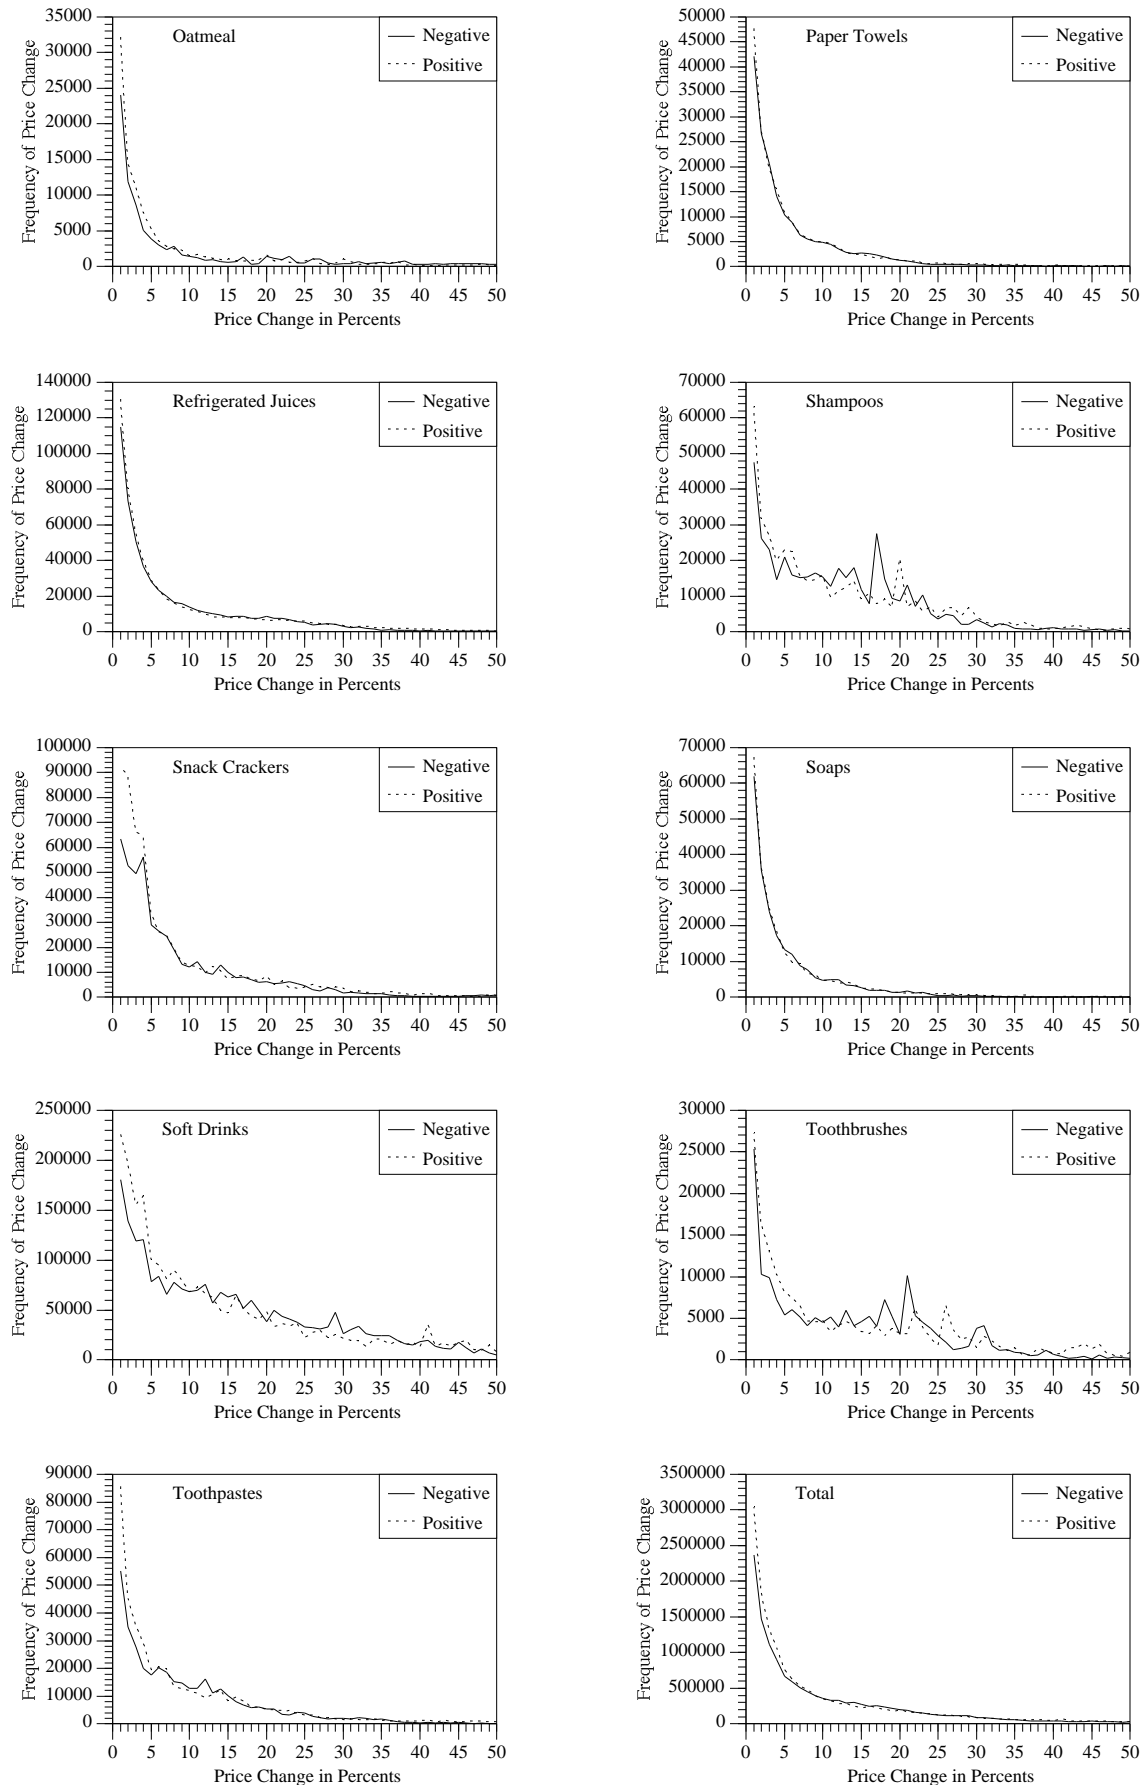 Oatmeal
Negative
Positive
Frequency of Price Change
35000
30000
25000
20000
15000
10000
5000
0
0 5 10 15 20 25 30 35 40 45 50
Price Change in Percents
Paper Towels
Negative
Positive
Frequency of Price Change
50000
45000
40000
35000
30000
25000
20000
15000
10000
5000
0
0 5 10 15 20 25 30 35 40 45 50
Price Change in Percents
Refrigerated Juices
Negative
Positive
Frequency of Price Change
140000
120000
100000
80000
60000
40000
20000
0
0 5 10 15 20 25 30 35 40 45 50
Price Change in Percents
Shampoos
Negative
Positive
Frequency of Price Change
70000
60000
50000
40000
30000
20000
10000
0
0 5 10 15 20 25 30 35 40 45 50
Price Change in Percents
Snack Crackers
Negative
Positive
Frequency of Price Change
100000
90000
80000
70000
60000
50000
40000
30000
20000
10000
0
0 5 10 15 20 25 30 35 40 45 50
Price Change in Percents
Soaps
Negative
Positive
Frequency of Price Change
70000
60000
50000
40000
30000
20000
10000
0
0 5 10 15 20 25 30 35 40 45 50
Price Change in Percents
Soft Drinks
Negative
Positive
Frequency of Price Change
250000
200000
150000
100000
50000
0
0 5 10 15 20 25 30 35 40 45 50
Price Change in Percents
Toothbrushes
Negative
Positive
Frequency of Price Change
30000
25000
20000
15000
10000
5000
0
0 5 10 15 20 25 30 35 40 45 50
Price Change in Percents
Toothpastes
Negative
Positive
Frequency of Price Change
90000
80000
70000
60000
50000
40000
30000
20000
10000
0
0 5 10 15 20 25 30 35 40 45 50
Price Change in Percents
Total
Negative
Positive
Frequency of Price Change
3500000
3000000
2500000
2000000
1500000
1000000
500000
0
0 5 10 15 20 25 30 35 40 45 50
Price Change in Percents